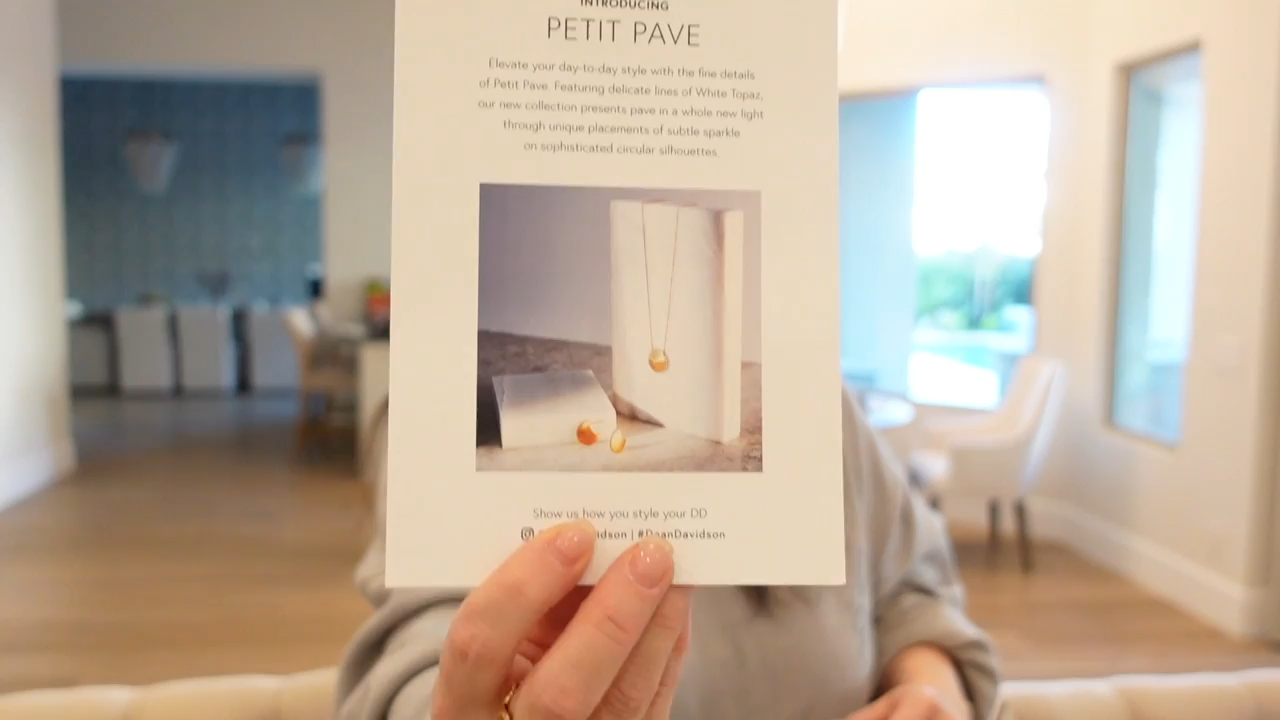 INTRODUCING
PETIT PAVE
Elevate your day-to-day style with the fine details
of Petit Pave. Featuring delicate lines of White Topaz,
our new collection presents pave in a whole new light
through unique placements of subtle sparkle
on sophisticated circular silhouettes.
Show us how you style your DD
| #DeanDavidson